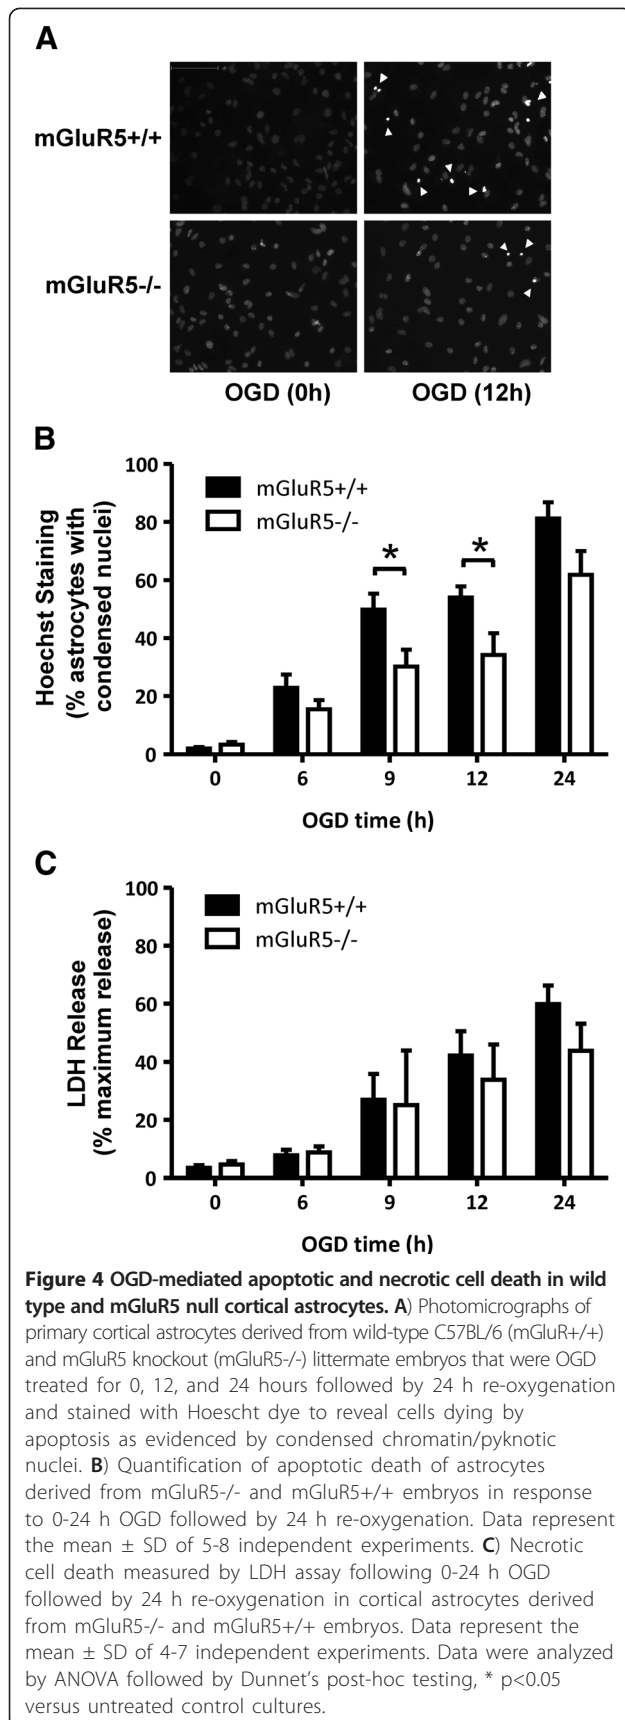 A
mGluR5+/+
mGluR5-/-
OGD (0h) OGD (12h)
B
100
80
60
40
20
0
Hoechst Staining
(% astrocytes with
condensed nuclei)
mGluR5+/+
mGluR5-/-
* *
0 6 9 12 24
OGD time (h)
C
100
80
60
40
20
0
LDH Release
(% maximum release)
mGluR5+/+
mGluR5-/-
0 6 9 12 24
OGD time (h)
Figure 4 OGD-mediated apoptotic and necrotic cell death in wild
type and mGluR5 null cortical astrocytes. A) Photomicrographs of
primary cortical astrocytes derived from wild-type C57BL/6 (mGluR+/+)
and mGluR5 knockout (mGluR5-/-) littermate embryos that were OGD
treated for 0, 12, and 24 hours followed by 24 h re-oxygenation
and stained with Hoescht dye to reveal cells dying by
apoptosis as evidenced by condensed chromatin/pyknotic
nuclei. B) Quantification of apoptotic death of astrocytes
derived from mGluR5-/- and mGluR5+/+ embryos in response
to 0-24 h OGD followed by 24 h re-oxygenation. Data represent
the mean ± SD of 5-8 independent experiments. C) Necrotic
cell death measured by LDH assay following 0-24 h OGD
followed by 24 h re-oxygenation in cortical astrocytes derived
from mGluR5-/- and mGluR5+/+ embryos. Data represent the
mean ± SD of 4-7 independent experiments. Data were analyzed
by ANOVA followed by Dunnet's post-hoc testing, * p<0.05
versus untreated control cultures.